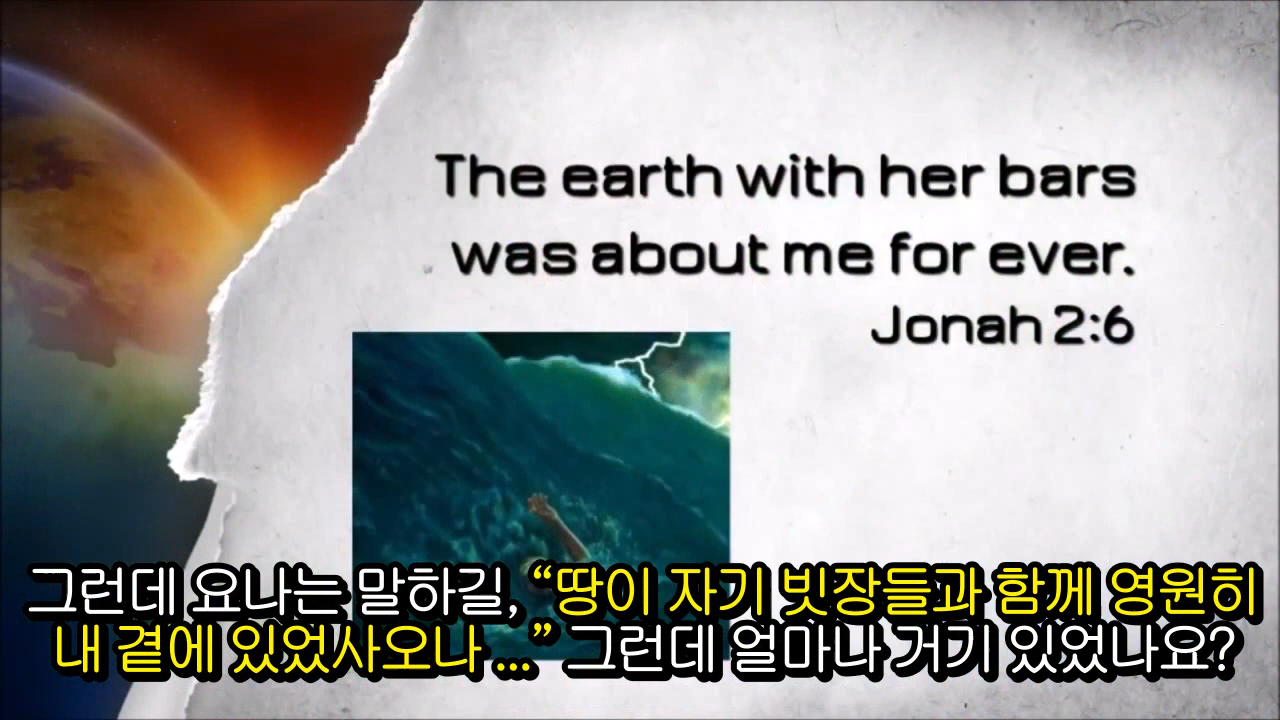 The earth with her bars
was about me for ever.
Jonah 2:6
그런데 요나는 말하길, “땅이 자기 빗장들과 함께 영원히
내 곁에 있었사오나 ...” 그런데 얼마나 거기 있었나요?